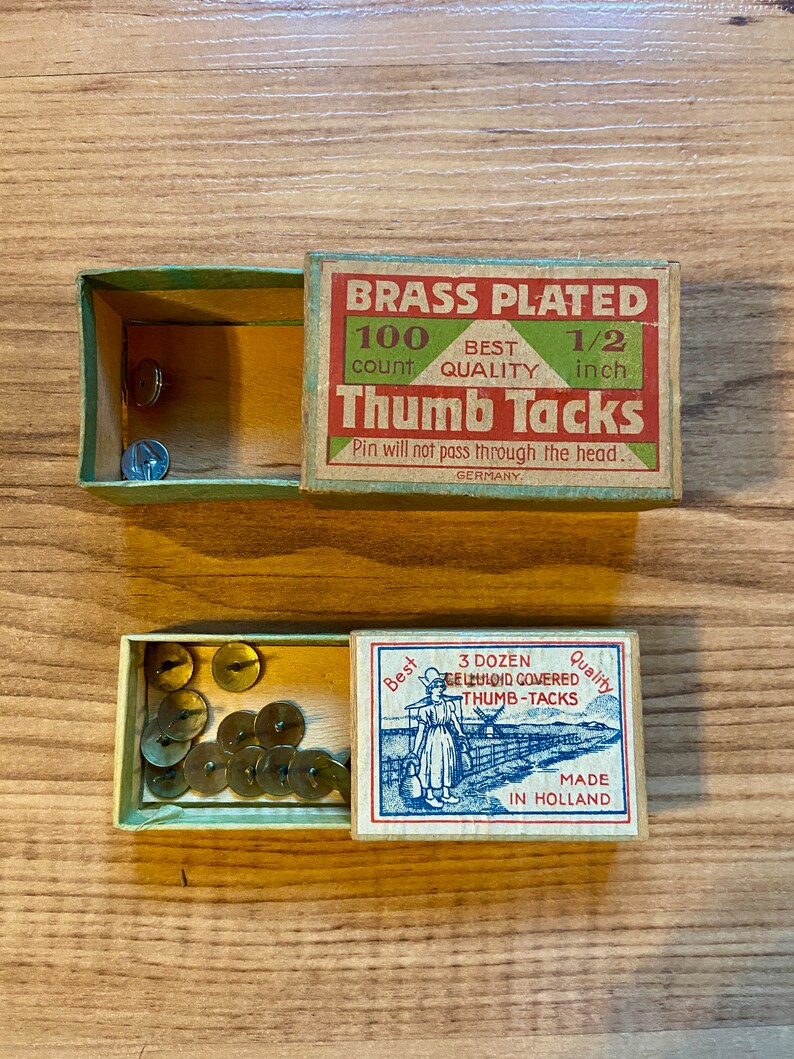 BRASS PLATED
100 count
BEST QUALITY
1/2 inch
Thumb Tacks
Pin will not pass through the head.
GERMANY.
Best Quality
3 DOZEN
CELLULOID COVERED
THUMB-TACKS
MADE
IN HOLLAND